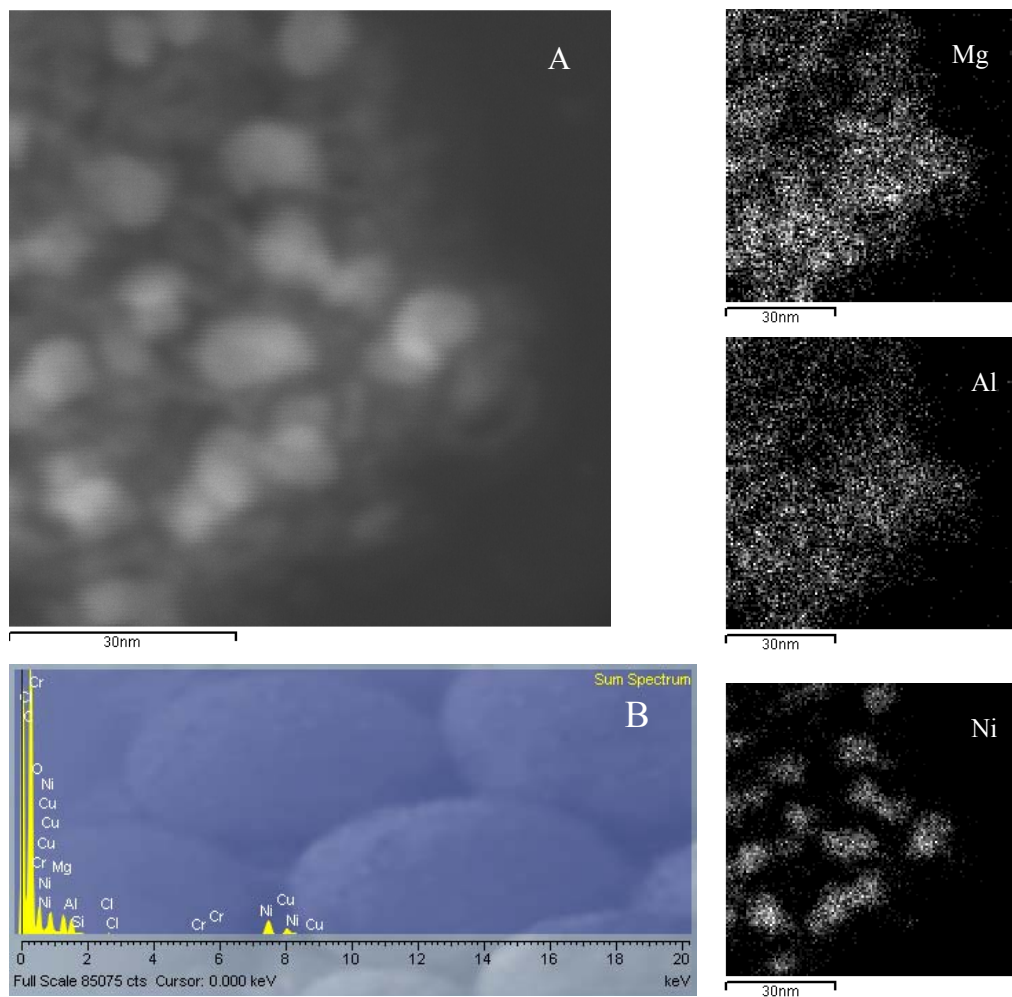 A
30nm
Mg
30nm
Al
30nm
Sum Spectrum
B
Cr
C
O
Ni
Cu
Cu
Cu
Cr Mg
Ni
Ni Al Cl
Si Cl
Cr Cr
Ni Cu Ni Cu
0 2 4 6 8 10 12 14 16 18 20
Full Scale 85075 cts Cursor: 0.000 keV keV
Ni
30nm